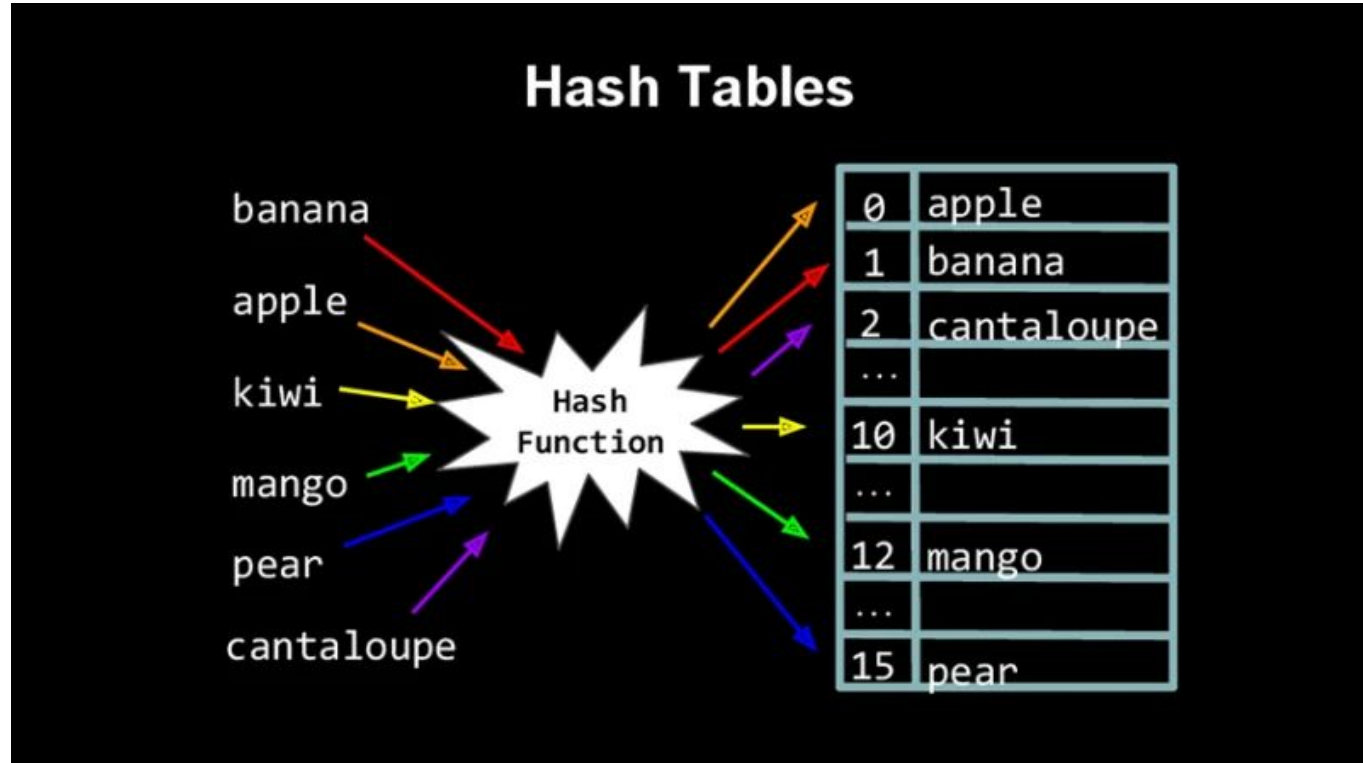 Hash Tables
banana
apple
kiwi
mango
pear
cantaloupe
Hash
Function
0 apple
1 banana
2 cantaloupe
...
10 kiwi
...
12 mango
...
15 pear